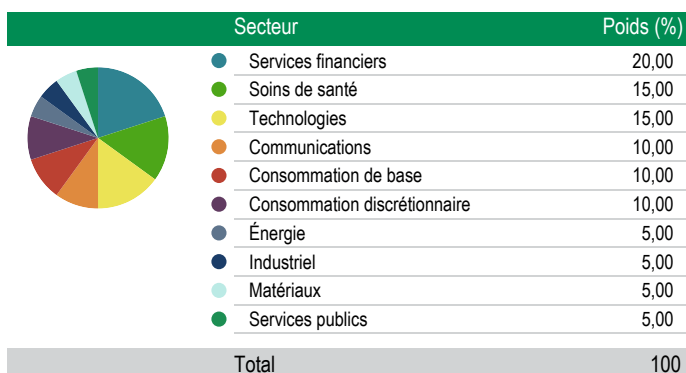 Secteur Poids (%)
Services financiers 20,00
Soins de santé 15,00
Technologies 15,00
Communications 10,00
Consommation de base 10,00
Consommation discrétionnaire 10,00
Énergie 5,00
Industriel 5,00
Matériaux 5,00
Services publics 5,00
Total 100